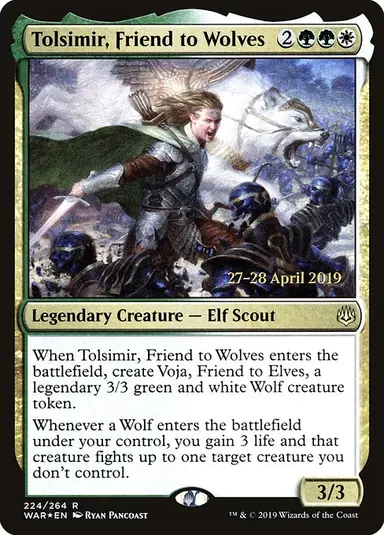 Tolsimir, Friend to Wolves 2
27-28 April 2019
Legendary Creature — Elf Scout
When Tolsimir, Friend to Wolves enters the
battlefield, create Voja, Friend to Elves, a
legendary 3/3 green and white Wolf creature
token.
Whenever a Wolf enters the battlefield
under your control, you gain 3 life and that
creature fights up to one target creature you
don't control.
3/3
224/264 R
WAR★EN Ryan Pancoast
™ & © 2019 Wizards of the Coast